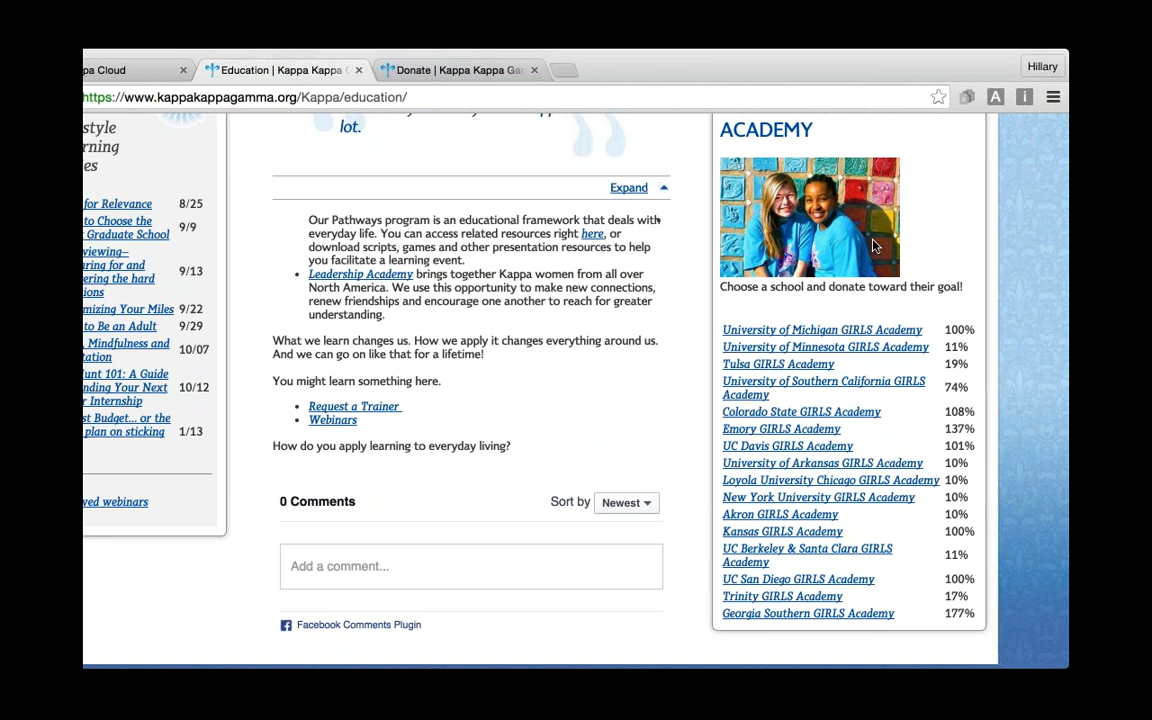 pa Cloud
Education | Kappa Kappa G
Donate | Kappa Kappa Gar
Hillary
https://www.kappakappagamma.org/Kappa/education/
style
rning
es
for Relevance 8/25
to Choose the
Graduate School 9/9
viewing—
ring for and
ering the hard
tions 9/13
mizing Your Miles 9/22
to Be an Adult 9/29
, Mindfulness and
tation 10/07
unt 101: A Guide
nding Your Next
r Internship 10/12
st Budget... or the
plan on sticking 1/13
ved webinars
lot.
Expand
Our Pathways program is an educational framework that deals with
everyday life. You can access related resources right here, or
download scripts, games and other presentation resources to help
you facilitate a learning event.
• Leadership Academy brings together Kappa women from all over
North America. We use this opportunity to make new connections,
renew friendships and encourage one another to reach for greater
understanding.
What we learn changes us. How we apply it changes everything around us.
And we can go on like that for a lifetime!
You might learn something here.
• Request a Trainer
• Webinars
How do you apply learning to everyday living?
0 Comments
Sort by Newest
Add a comment...
Facebook Comments Plugin
ACADEMY
Choose a school and donate toward their goal!
University of Michigan GIRLS Academy 100%
University of Minnesota GIRLS Academy 11%
Tulsa GIRLS Academy 19%
University of Southern California GIRLS
Academy 74%
Colorado State GIRLS Academy 108%
Emory GIRLS Academy 137%
UC Davis GIRLS Academy 101%
University of Arkansas GIRLS Academy 10%
Loyola University Chicago GIRLS Academy 10%
New York University GIRLS Academy 10%
Akron GIRLS Academy 10%
Kansas GIRLS Academy 100%
UC Berkeley & Santa Clara GIRLS
Academy 11%
UC San Diego GIRLS Academy 100%
Trinity GIRLS Academy 17%
Georgia Southern GIRLS Academy 177%